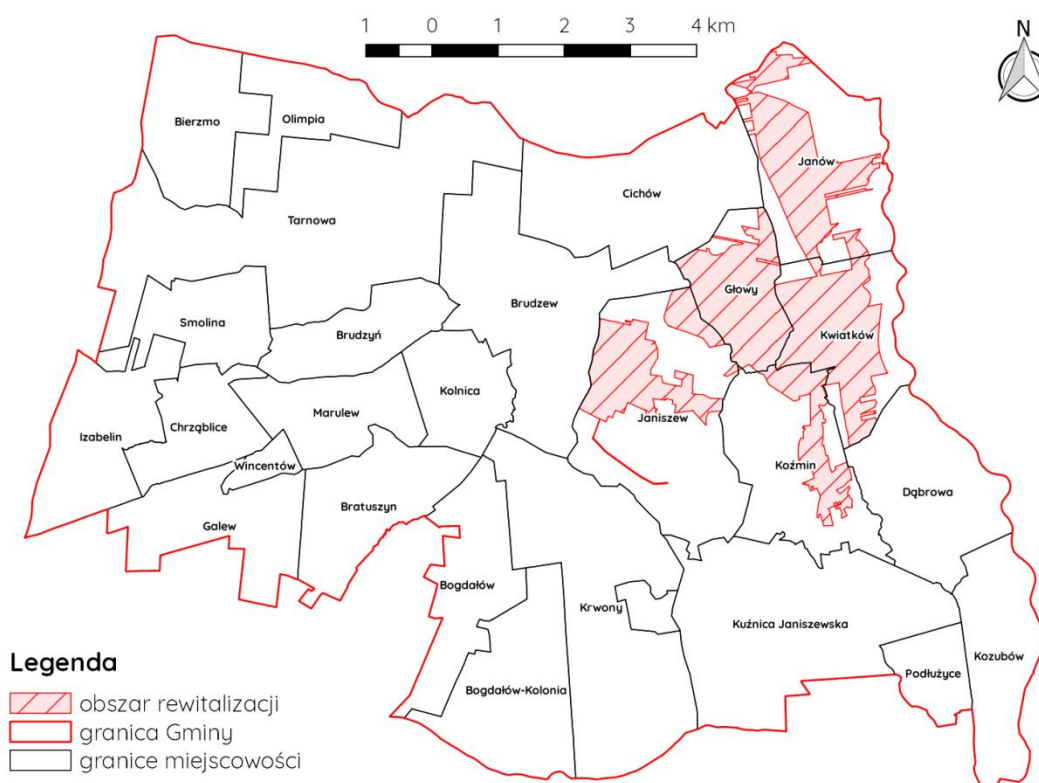 1 0 1 2 3 4 km
N
Bierzmo
Olimpia
Janów
Cichów
Tarnowa
Głowy
Brudzew
Smolina
Brudzyń
Kwiatków
Kolnica
Marulew
Janiszew
Chrząblice
Izabelin
Wincentów
Koźmin
Dąbrowa
Bratuszyn
Galew
Bogdałów
Krwony
Kuźnica Janiszewska
Kozubów
Podłużyce
Bogdałów-Kolonia
Legenda
obszar rewitalizacji
granica Gminy
granice miejscowości